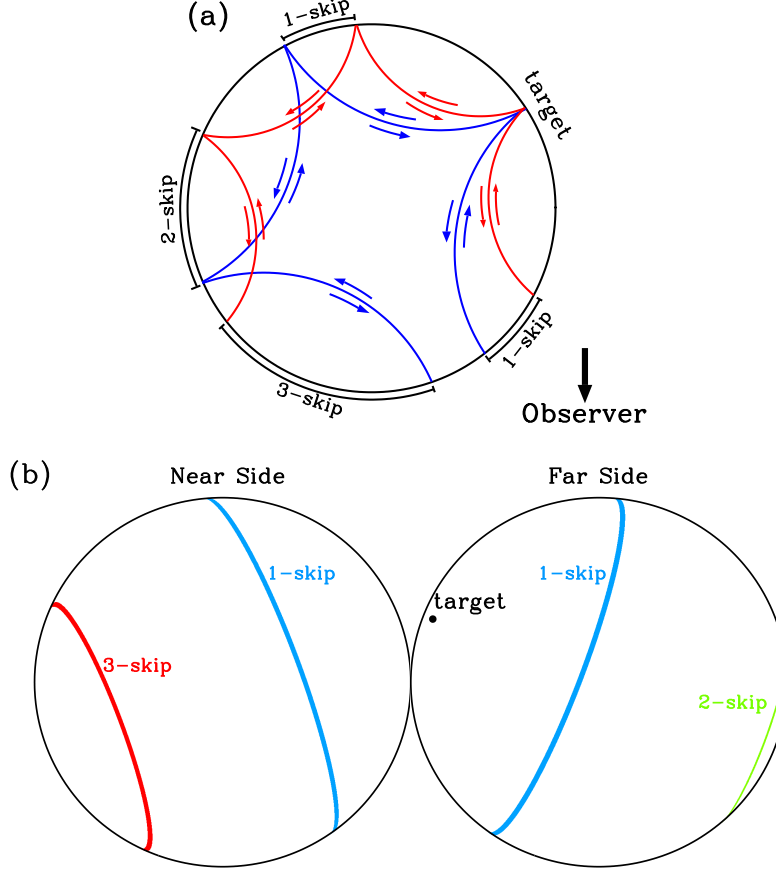 (a)
1-skip
target
2-skip
1-skip
3-skip
Observer
(b)
Near Side
Far Side
1-skip
1-skip
target
3-skip
2-skip